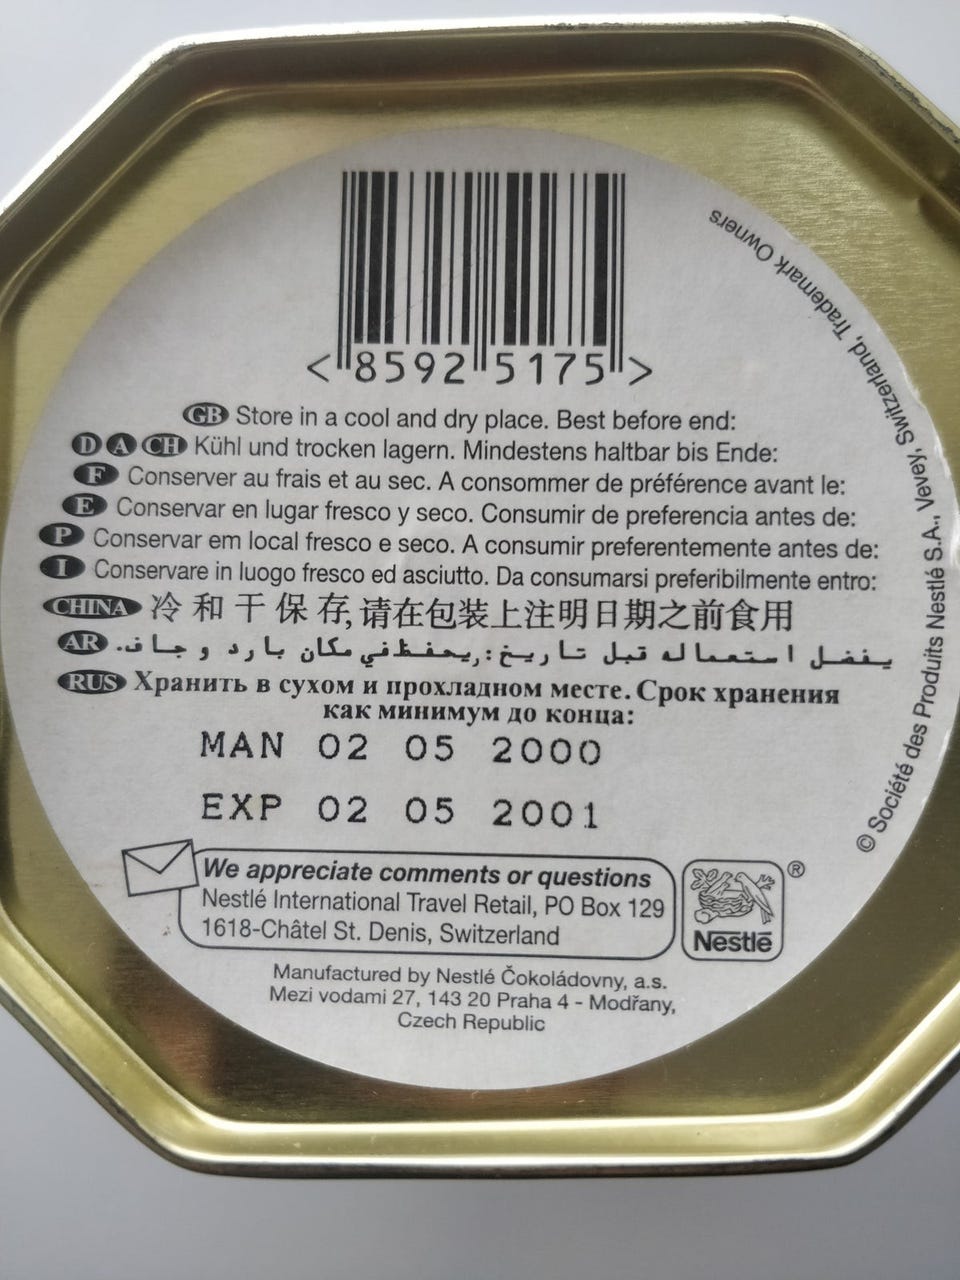 <8592 5175>
GB Store in a cool and dry place. Best before end:
D A CH Kühl und trocken lagern. Mindestens haltbar bis Ende:
F Conserver au frais et au sec. A consommer de préférence avant le:
E Conservar en lugar fresco y seco. Consumir de preferencia antes de:
P Conservar em local fresco e seco. A consumir preferentemente antes de:
I Conservare in luogo fresco ed asciutto. Da consumarsi preferibilmente entro:
CHINA 冷和干保存,请在包装上注明日期之前食用
AR يحفظ في مكان بارد و جاف. يفضل استعماله قبل تاريخ:
RUS Хранить в сухом и прохладном месте. Срок хранения
как минимум до конца:
MAN 02 05 2000
EXP 02 05 2001
We appreciate comments or questions
Nestlé International Travel Retail, PO Box 129
1618-Châtel St. Denis, Switzerland
Nestlé ®
Manufactured by Nestlé Čokoládovny, a.s.
Mezi vodami 27, 143 20 Praha 4 - Modřany,
Czech Republic
© Société des Produits Nestlé S.A., Vevey, Switzerland, Trademark Owners